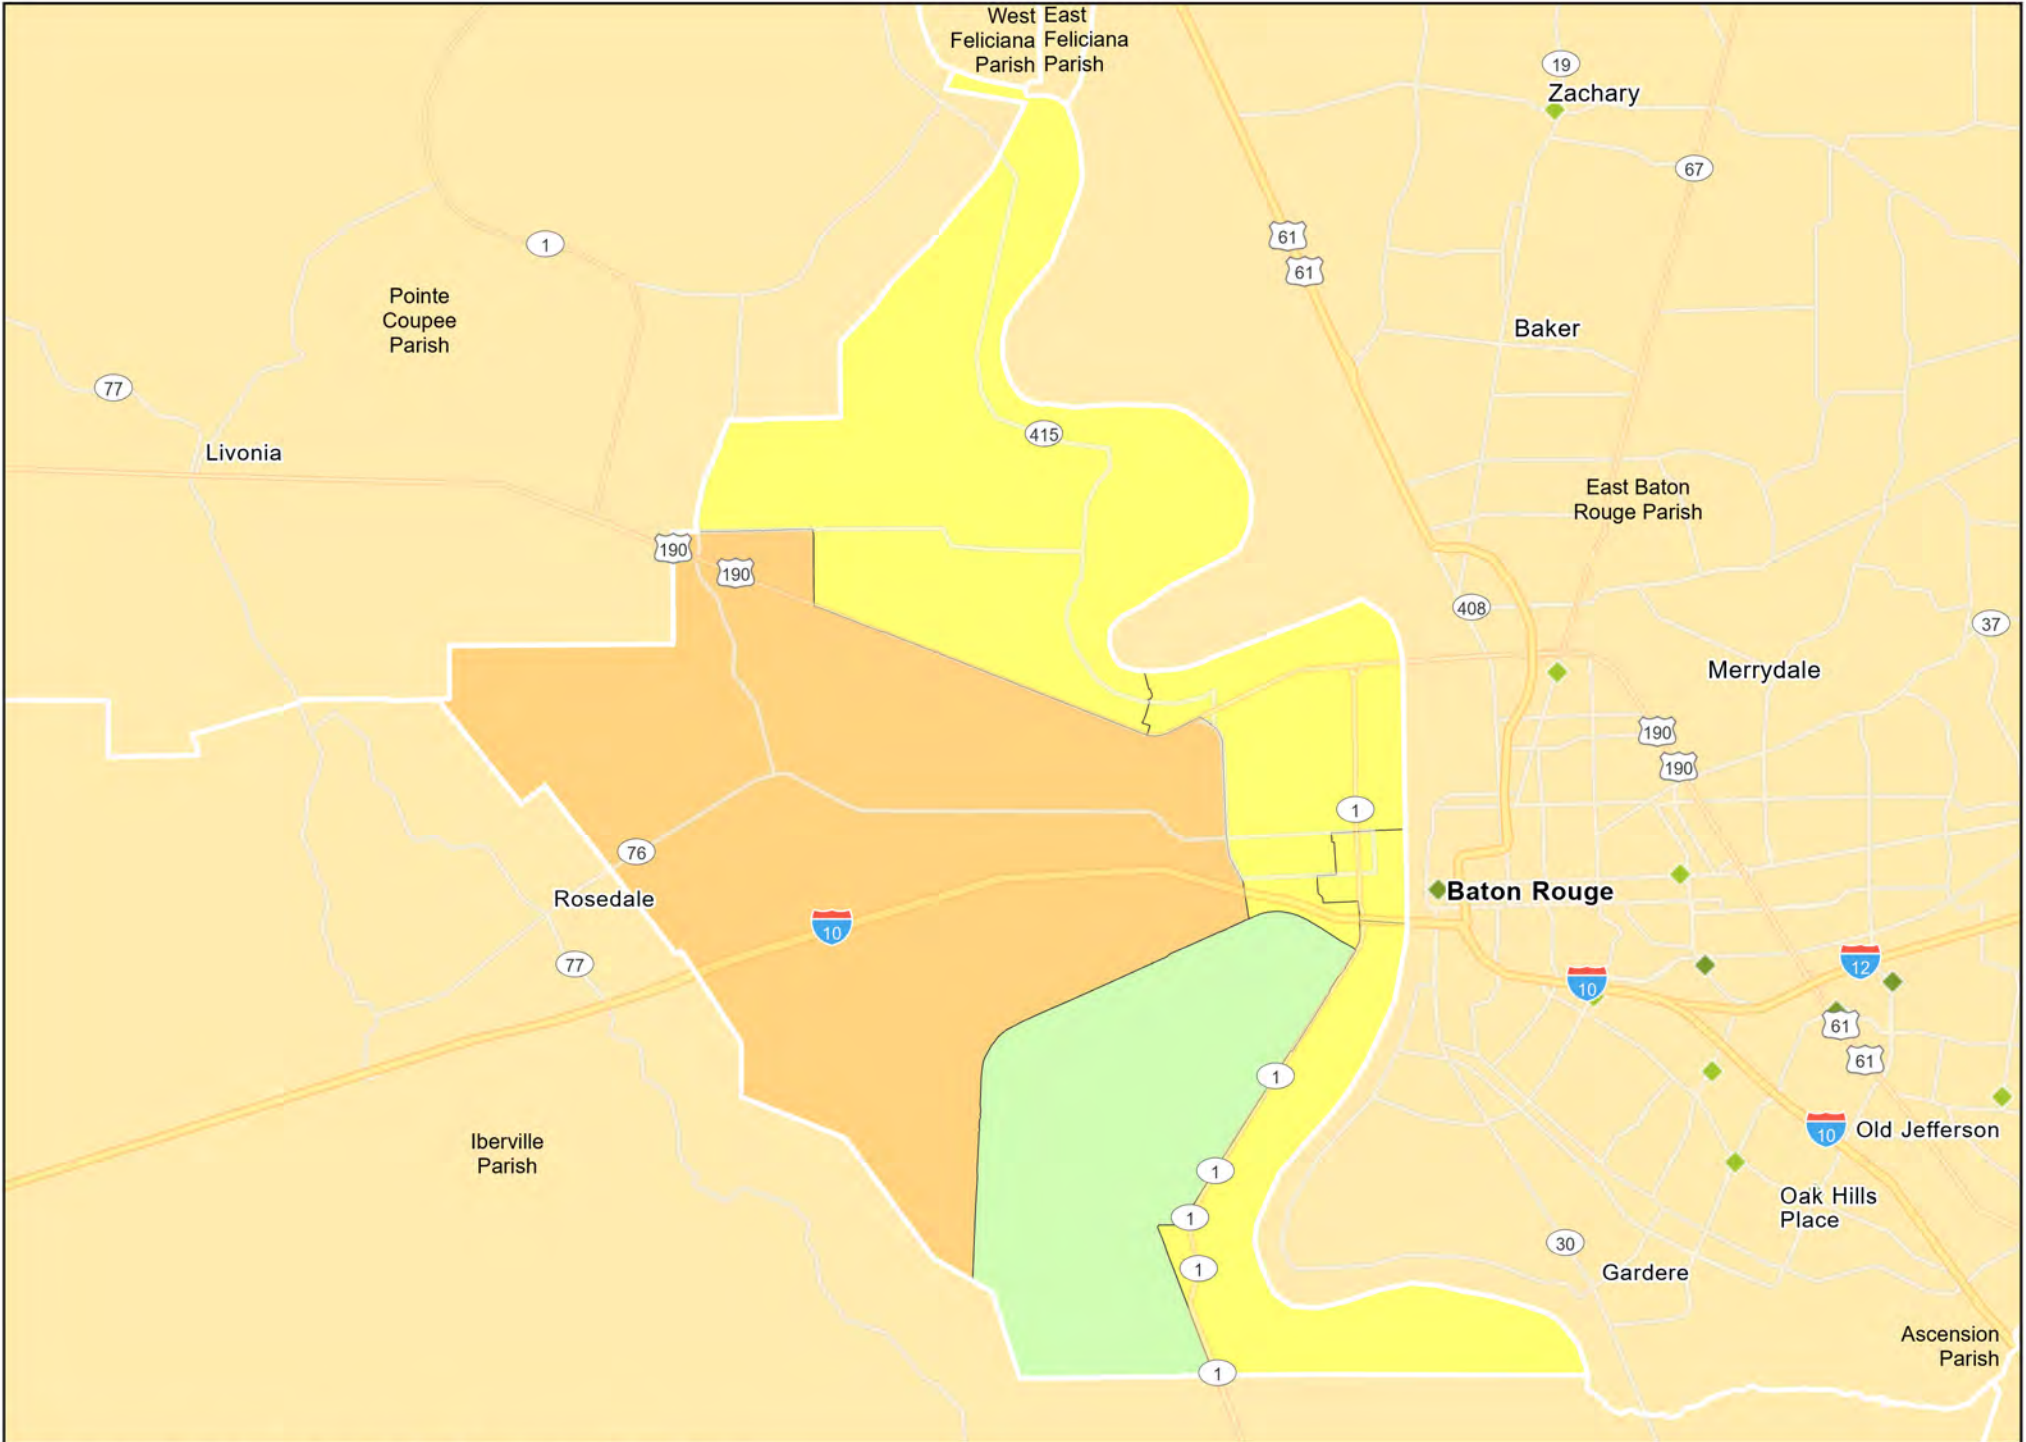 West East
Feliciana Feliciana
Parish Parish
19
Zachary
67
61
61
1
Pointe
Coupee
Parish
Baker
77
Livonia
415
East Baton
Rouge Parish
190
190
408
37
Merrydale
190
190
1
76
Rosedale
Baton Rouge
10
77
12
10
61
61
1
10
Old Jefferson
Iberville
Parish
1
Oak Hills
Place
1
30
1
Gardere
Ascension
Parish
1